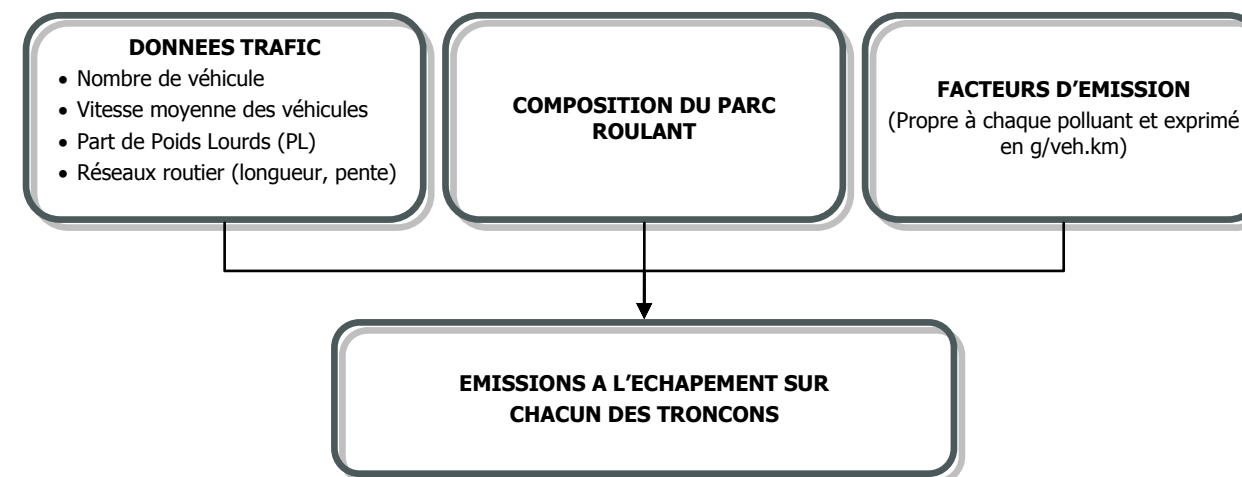 DONNEES TRAFIC
• Nombre de véhicule
• Vitesse moyenne des véhicules
• Part de Poids Lourds (PL)
• Réseaux routier (longueur, pente)
COMPOSITION DU PARC
ROULANT
FACTEURS D’EMISSION
(Propre à chaque polluant et exprimé
en g/veh.km)
EMISSIONS A L’ECHAPEMENT SUR
CHACUN DES TRONCONS